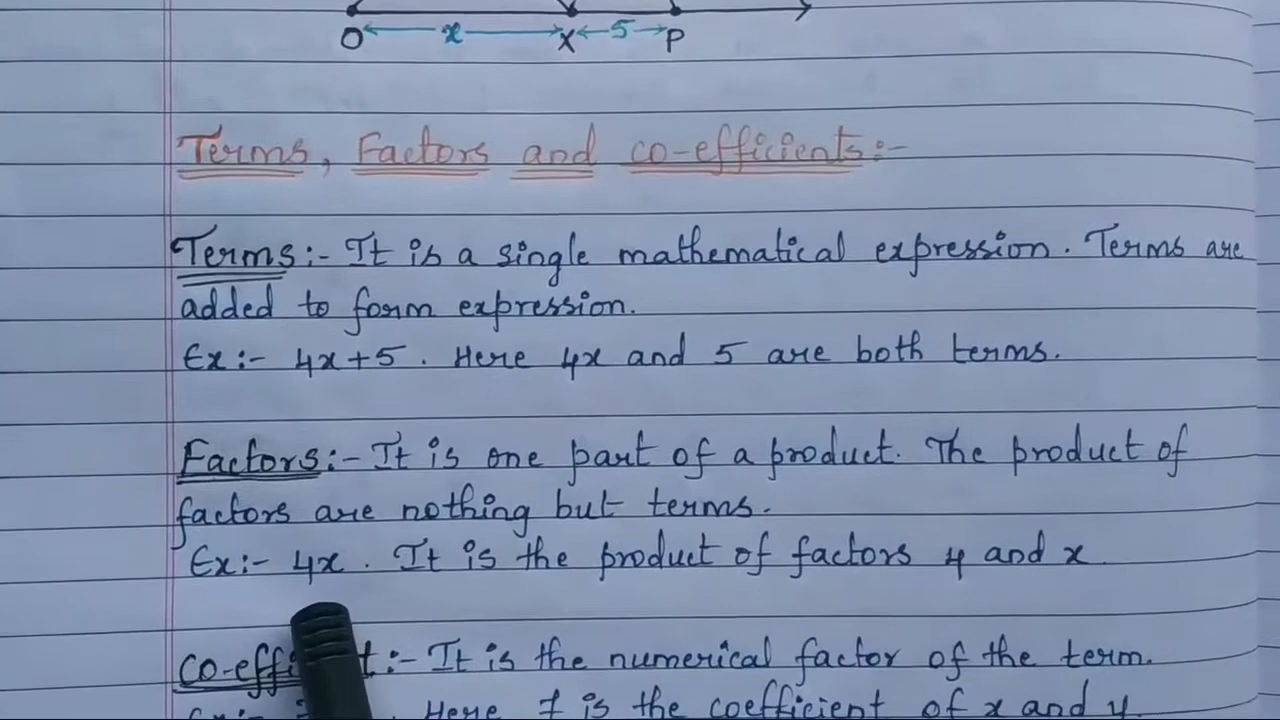 O x X 5 P
Terms, Factors and co-efficients:-
Terms:- It is a single mathematical expression. Terms are
added to form expression.
Ex:- 4x+5. Here 4x and 5 are both terms.
Factors:- It is one part of a product. The product of
factors are nothing but terms.
Ex:- 4x. It is the product of factors 4 and x
:- It is the numerical factor of the term.
Ex:- Here 7 is the coefficient of x and y